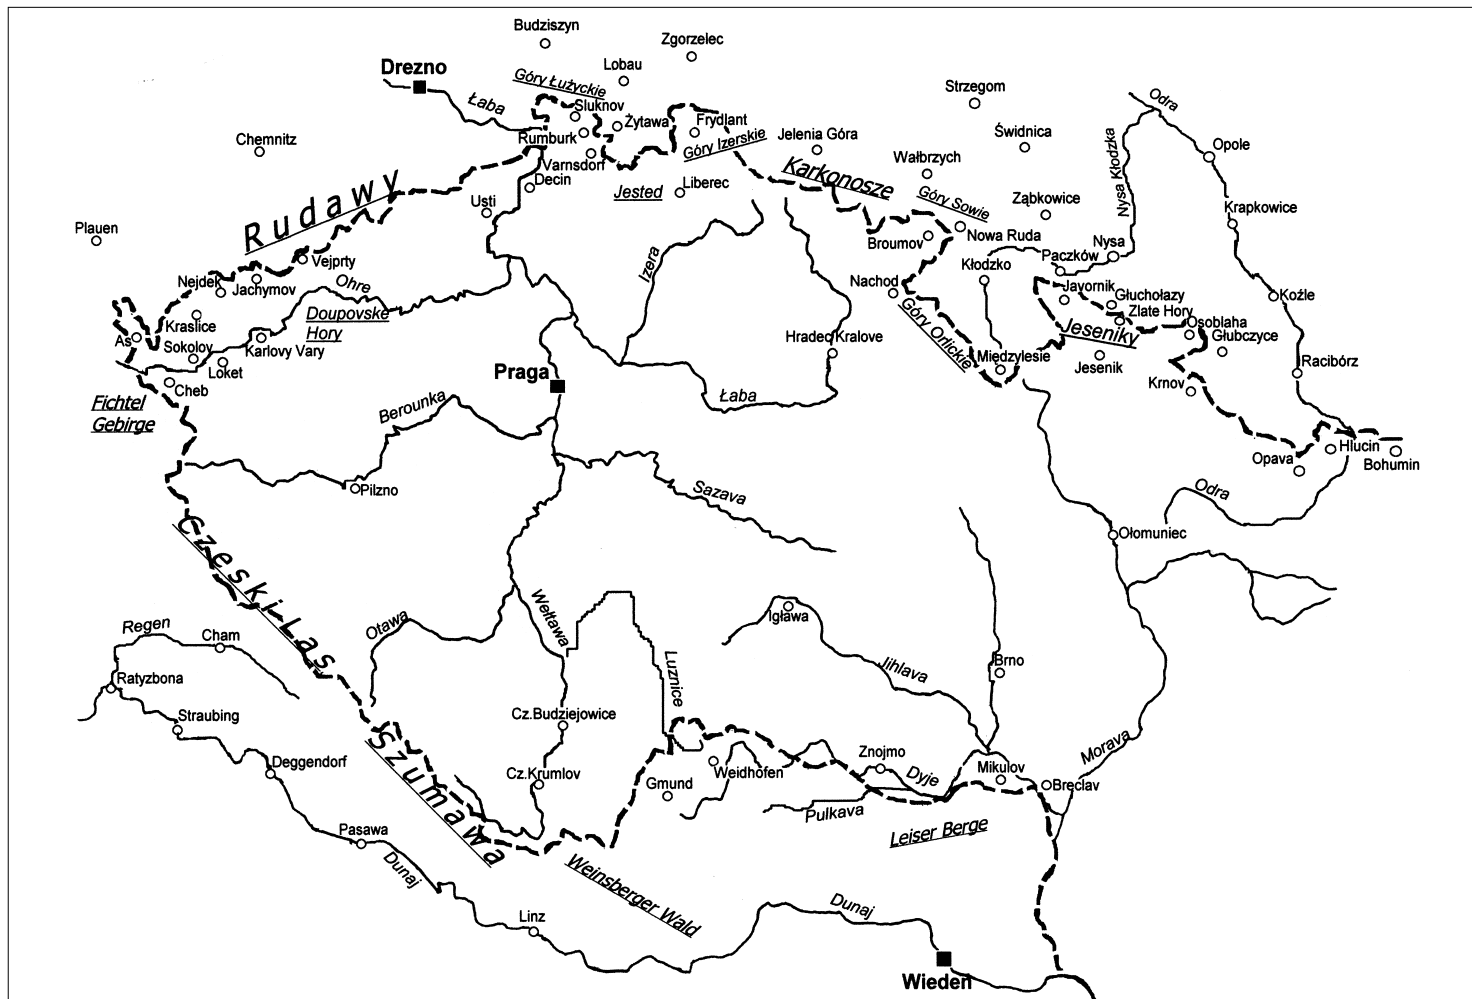 Budziszyn
Zgorzelec
Drezno
Lobau
Góry Łużyckie
Strzegom
Odra
Łaba
Sluknov
Żytawa
Frydlant
Świdnica
Chemnitz
Rumburk
Góry Izerskie
Jelenia Góra
Opole
Varnsdorf
Wałbrzych
Karkonosze
Nysa Kłodzka
Decin
Liberec
Jested
Rudawy
Usti
Góry Sowie
Ząbkowice
Krapkowice
Plauen
Broumov
Nowa Ruda
Nysa
Vejprty
Paczków
Kłodzko
Izera
Nejdek
Jachymov
Ohre
Nachod
Javornik
Głuchołazy
Koźle
Doupovske
Hory
Góry Orlickie
Zlate Hory
Kraslice
Osoblaha
As
Hradec Kralove
Jeseniky
Głubczyce
Sokolov
Karlovy Vary
Międzylesie
Jesenik
Loket
Praga
Racibórz
Cheb
Krnov
Łaba
Fichtel
Gebirge
Berounka
Hlucin
Opava
Bohumin
Pilzno
Sazava
Odra
Ołomuniec
Czeski Las
Wełtawa
Igława
Otawa
Regen
Cham
Jihlava
Brno
Luznice
Ratyzbona
Straubing
Cz.Budziejowice
Morava
Szumawa
Znojmo
Deggendorf
Weidhofen
Mikulov
Cz.Krumlov
Gmund
Dyje
Breclav
Pulkava
Pasawa
Leiser Berge
Dunaj
Weinsberger Wald
Linz
Dunaj
Wiedeń